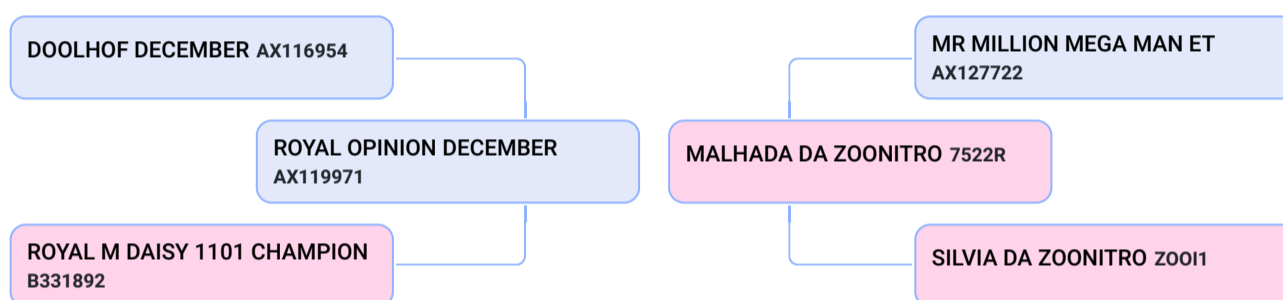 DOOLHOF DECEMBER AX116954
MR MILLION MEGA MAN ET
AX127722
ROYAL OPINION DECEMBER
AX119971
MALHADA DA ZOONITRO 7522R
ROYAL M DAISY 1101 CHAMPION
B331892
SILVIA DA ZOONITRO ZOOI1